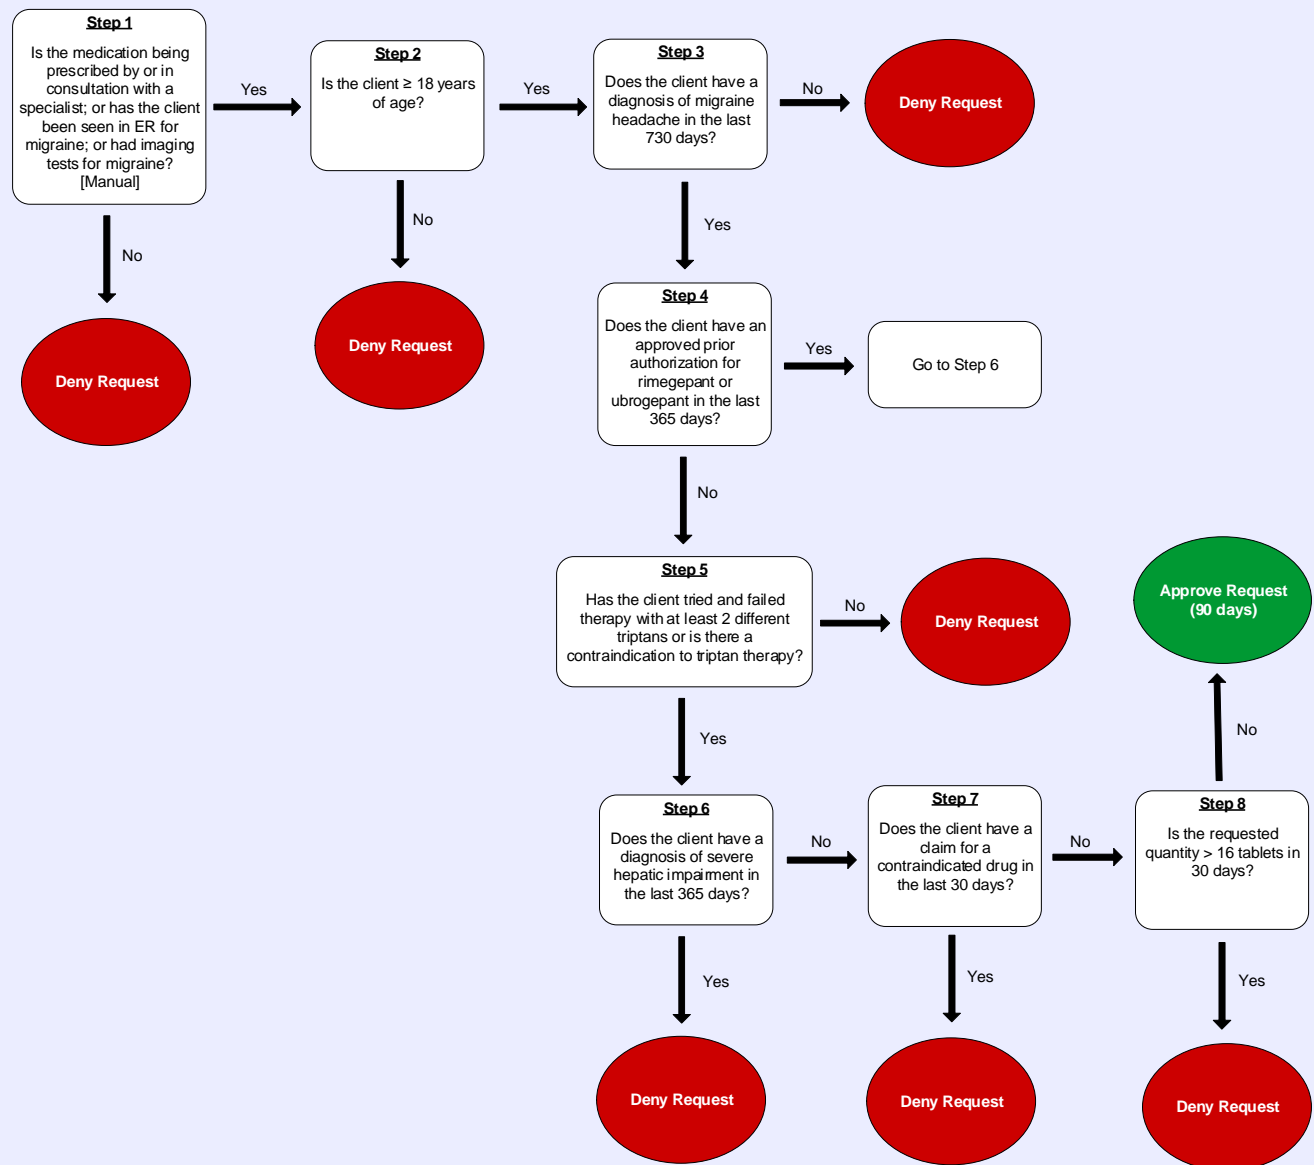 Step 1
Is the medication being
prescribed by or in
consultation with a
specialist; or has the client
been seen in ER for
migraine; or had imaging
tests for migraine?
[Manual]
Yes
Step 2
Is the client ≥ 18 years
of age?
Yes
Step 3
Does the client have a
diagnosis of migraine
headache in the last
730 days?
No
Deny Request
No
Deny Request
No
Deny Request
Yes
Step 4
Does the client have an
approved prior
authorization for
rimegepant or
ubrogepant in the last
365 days?
Yes
Go to Step 6
No
Step 5
Has the client tried and failed
therapy with at least 2 different
triptans or is there a
contraindication to triptan therapy?
No
Deny Request
Yes
Step 6
Does the client have a
diagnosis of severe
hepatic impairment in
the last 365 days?
No
Step 7
Does the client have a
claim for a
contraindicated drug in
the last 30 days?
No
Step 8
Is the requested
quantity > 16 tablets in
30 days?
No
Approve Request
(90 days)
Yes
Deny Request
Yes
Deny Request
Yes
Deny Request